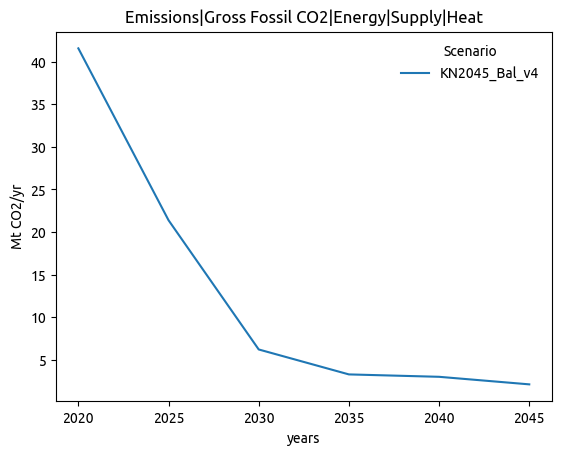 Emissions|Gross Fossil CO2|Energy|Supply|Heat
Scenario
KN2045_Bal_v4
Mt CO2/yr
40
35
30
25
20
15
10
5
2020 2025 2030 2035 2040 2045
years